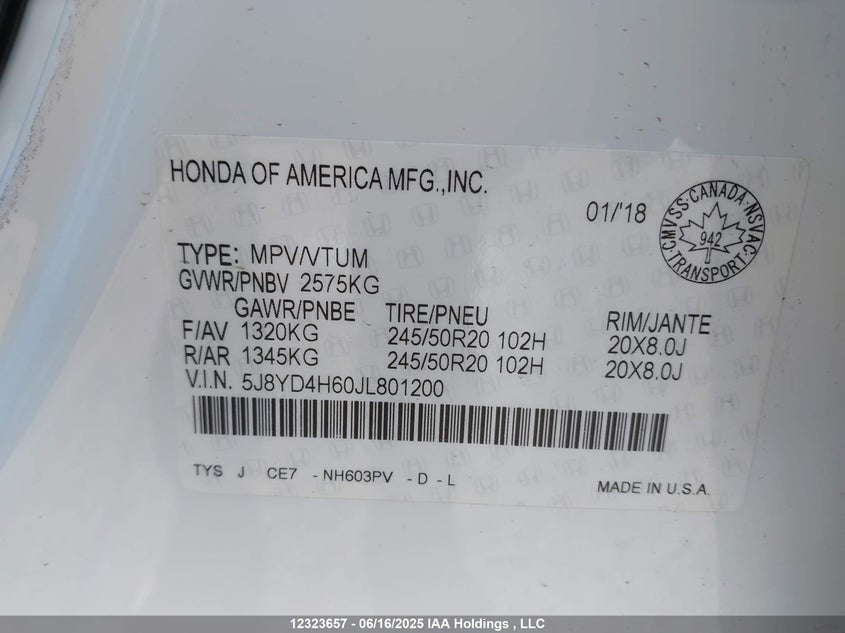 HONDA OF AMERICA MFG.,INC.
01/'18
CMVSS·CANADA·NSVAC
942
TRANSPORT
TYPE: MPV/VTUM
GVWR/PNBV 2575KG
GAWR/PNBE TIRE/PNEU RIM/JANTE
F/AV 1320KG 245/50R20 102H 20X8.0J
R/AR 1345KG 245/50R20 102H 20X8.0J
V.I.N. 5J8YD4H60JL801200
TYS J CE7 -NH603PV -D -L
MADE IN U.S.A.
12323657 - 06/16/2025 IAA Holdings , LLC